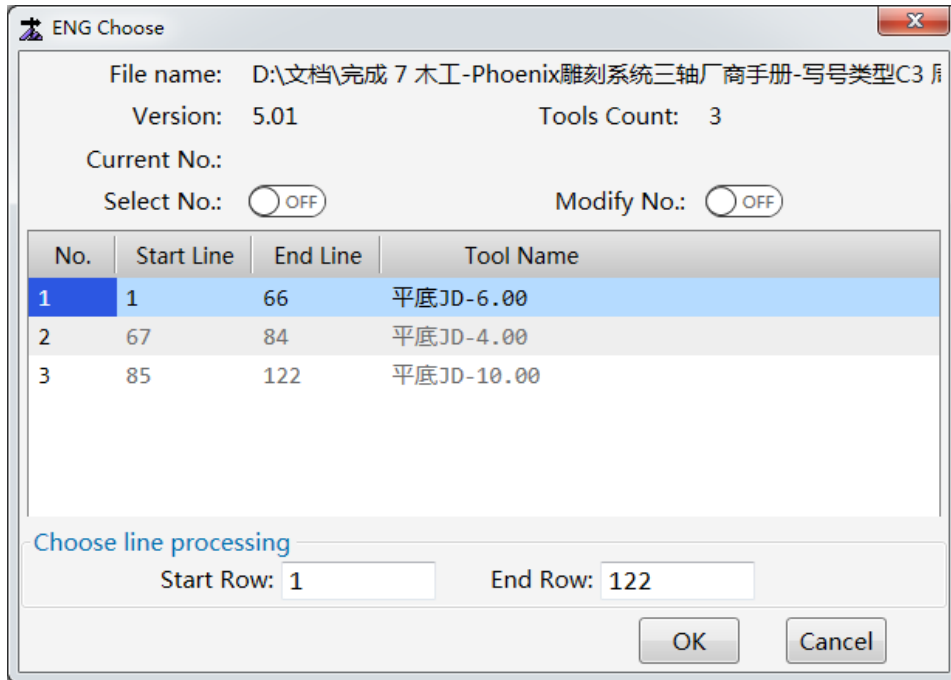 ENG Choose
File name: D:\文档\完成 7 木工-Phoenix雕刻系统三轴厂商手册-写号类型C3
Version: 5.01 Tools Count: 3
Current No.:
Select No.: OFF Modify No.: OFF
No. Start Line End Line Tool Name
1 1 66 平底JD-6.00
2 67 84 平底JD-4.00
3 85 122 平底JD-10.00
Choose line processing
Start Row: 1 End Row: 122
OK Cancel